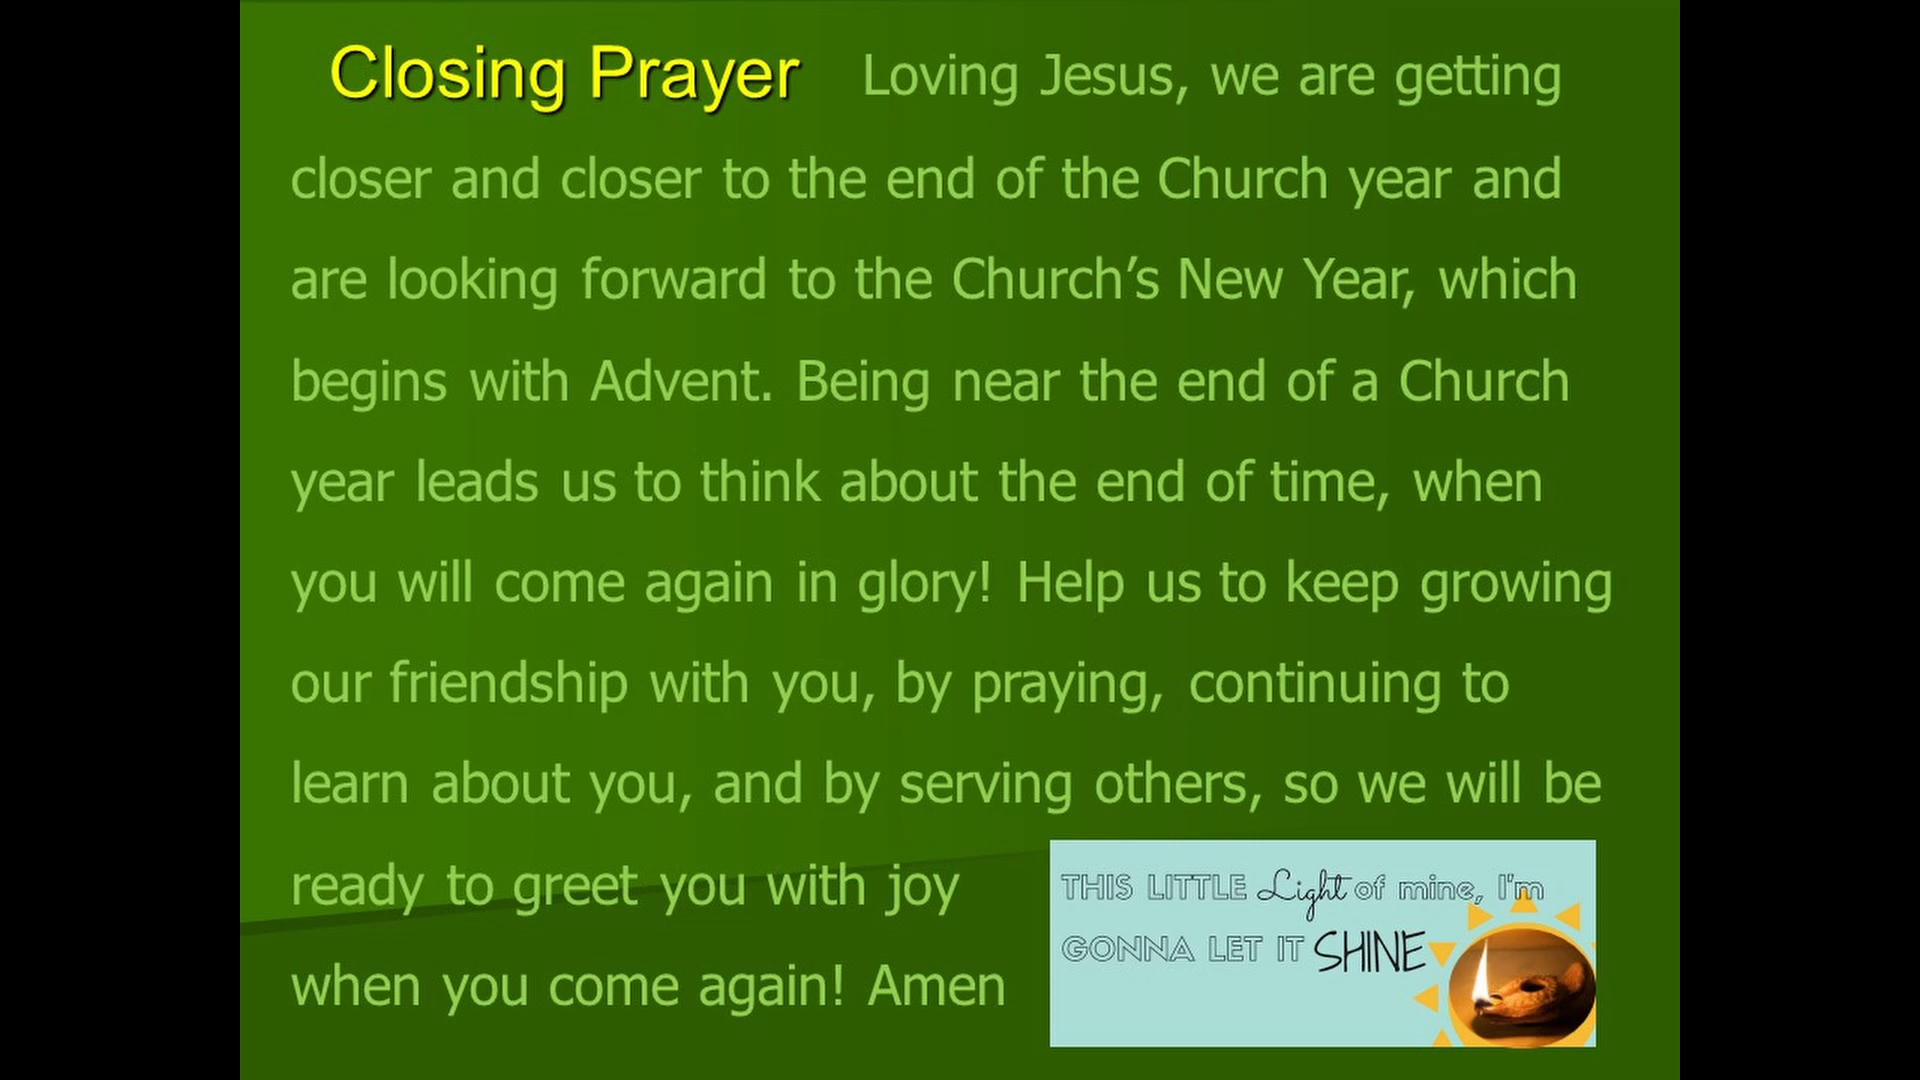 Closing Prayer Loving Jesus, we are getting
closer and closer to the end of the Church year and
are looking forward to the Church’s New Year, which
begins with Advent. Being near the end of a Church
year leads us to think about the end of time, when
you will come again in glory! Help us to keep growing
our friendship with you, by praying, continuing to
learn about you, and by serving others, so we will be
ready to greet you with joy
when you come again! Amen
THIS LITTLE Light of mine, I'm
GONNA LET IT SHINE